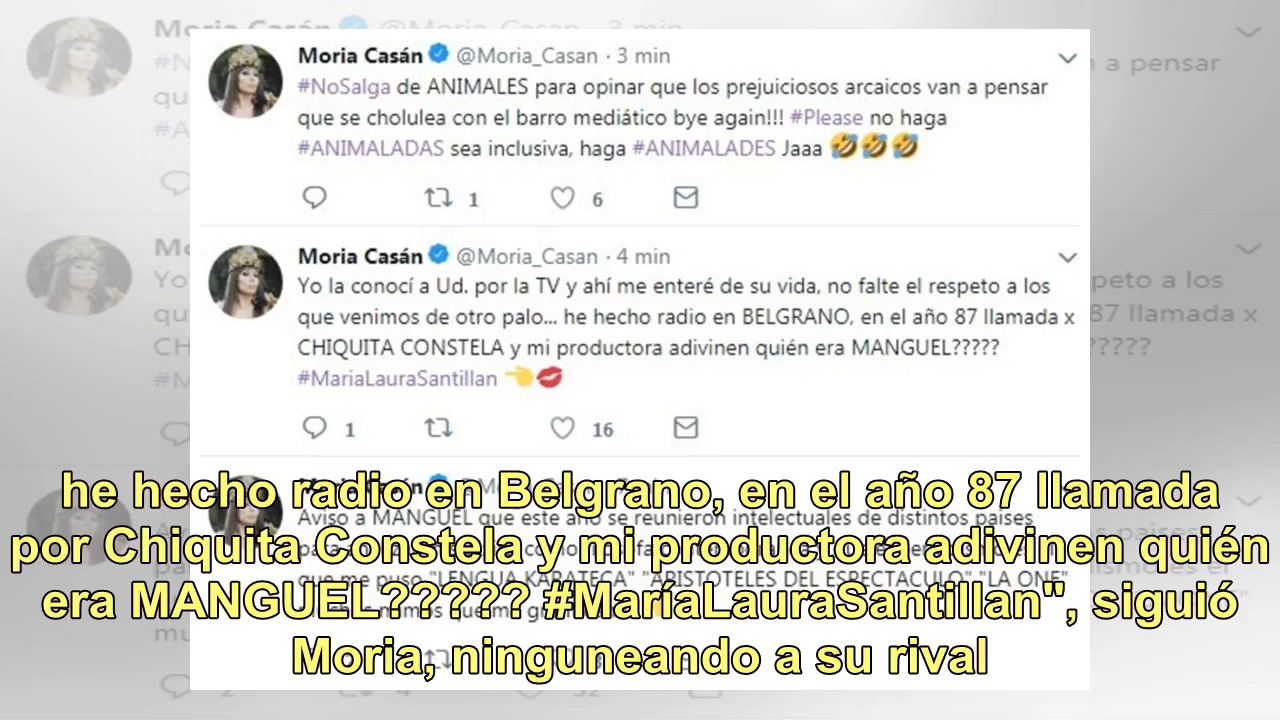 Moria Casán @Moria_Casan · 3 min
#NoSalga de ANIMALES para opinar que los prejuiciosos arcaicos van a pensar
que se cholulea con el barro mediático bye again!!! #Please no haga
#ANIMALADAS sea inclusiva, haga #ANIMALADES Jaaa 🤣🤣🤣
1 6
Moria Casán @Moria_Casan · 4 min
Yo la conocí a Ud. por la TV y ahí me enteré de su vida, no falte el respeto a los
que venimos de otro palo... he hecho radio en BELGRANO, en el año 87 llamada x
CHIQUITA CONSTELA y mi productora adivinen quién era MANGUEL?????
#MariaLauraSantillan 👈💋
1 16
Aviso a MANGUEL que este año se reunieron intelectuales de distintos países
que me puso "LENGUA KARATECA" "ARISTOTELES DEL ESPECTACULO" "LA ONE"
he hecho radio en Belgrano, en el año 87 llamada
por Chiquita Constela y mi productora adivinen quién
era MANGUEL????? #MaríaLauraSantillan", siguió
Moria, ninguneando a su rival